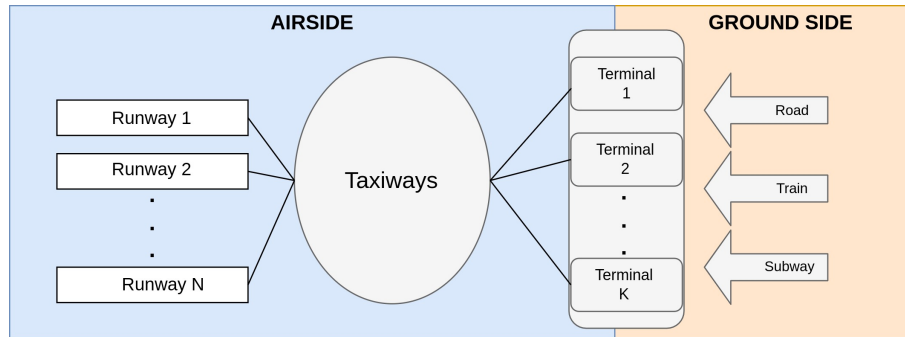 AIRSIDE
GROUND SIDE
Runway 1
Runway 2
.
.
.
Runway N
Taxiways
Terminal
1
Terminal
2
.
.
.
Terminal
K
Road
Train
Subway